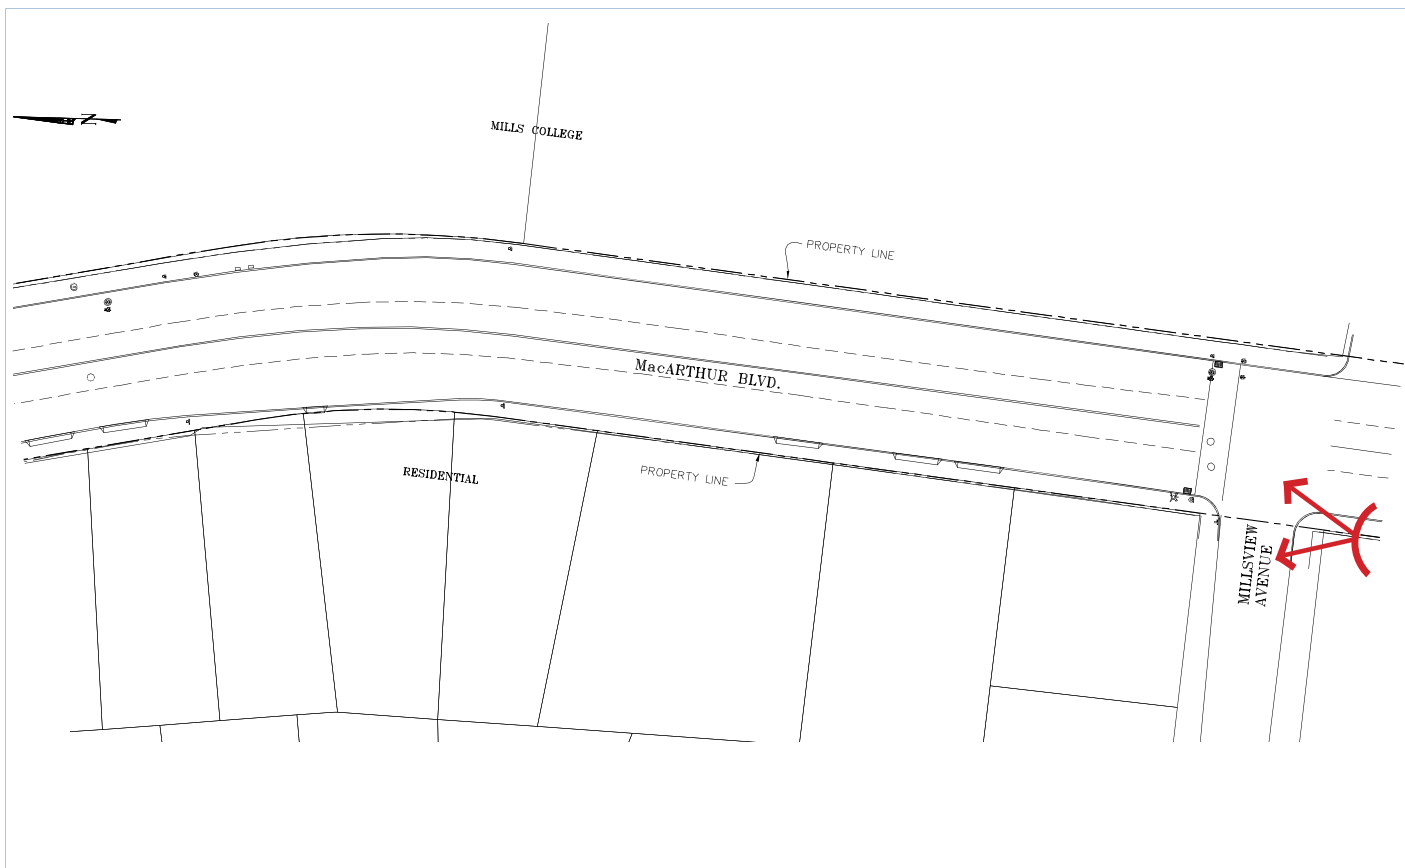 N
MILLS COLLEGE
PROPERTY LINE
MacARTHUR BLVD.
RESIDENTIAL
PROPERTY LINE
MILLSVIEW
AVENUE